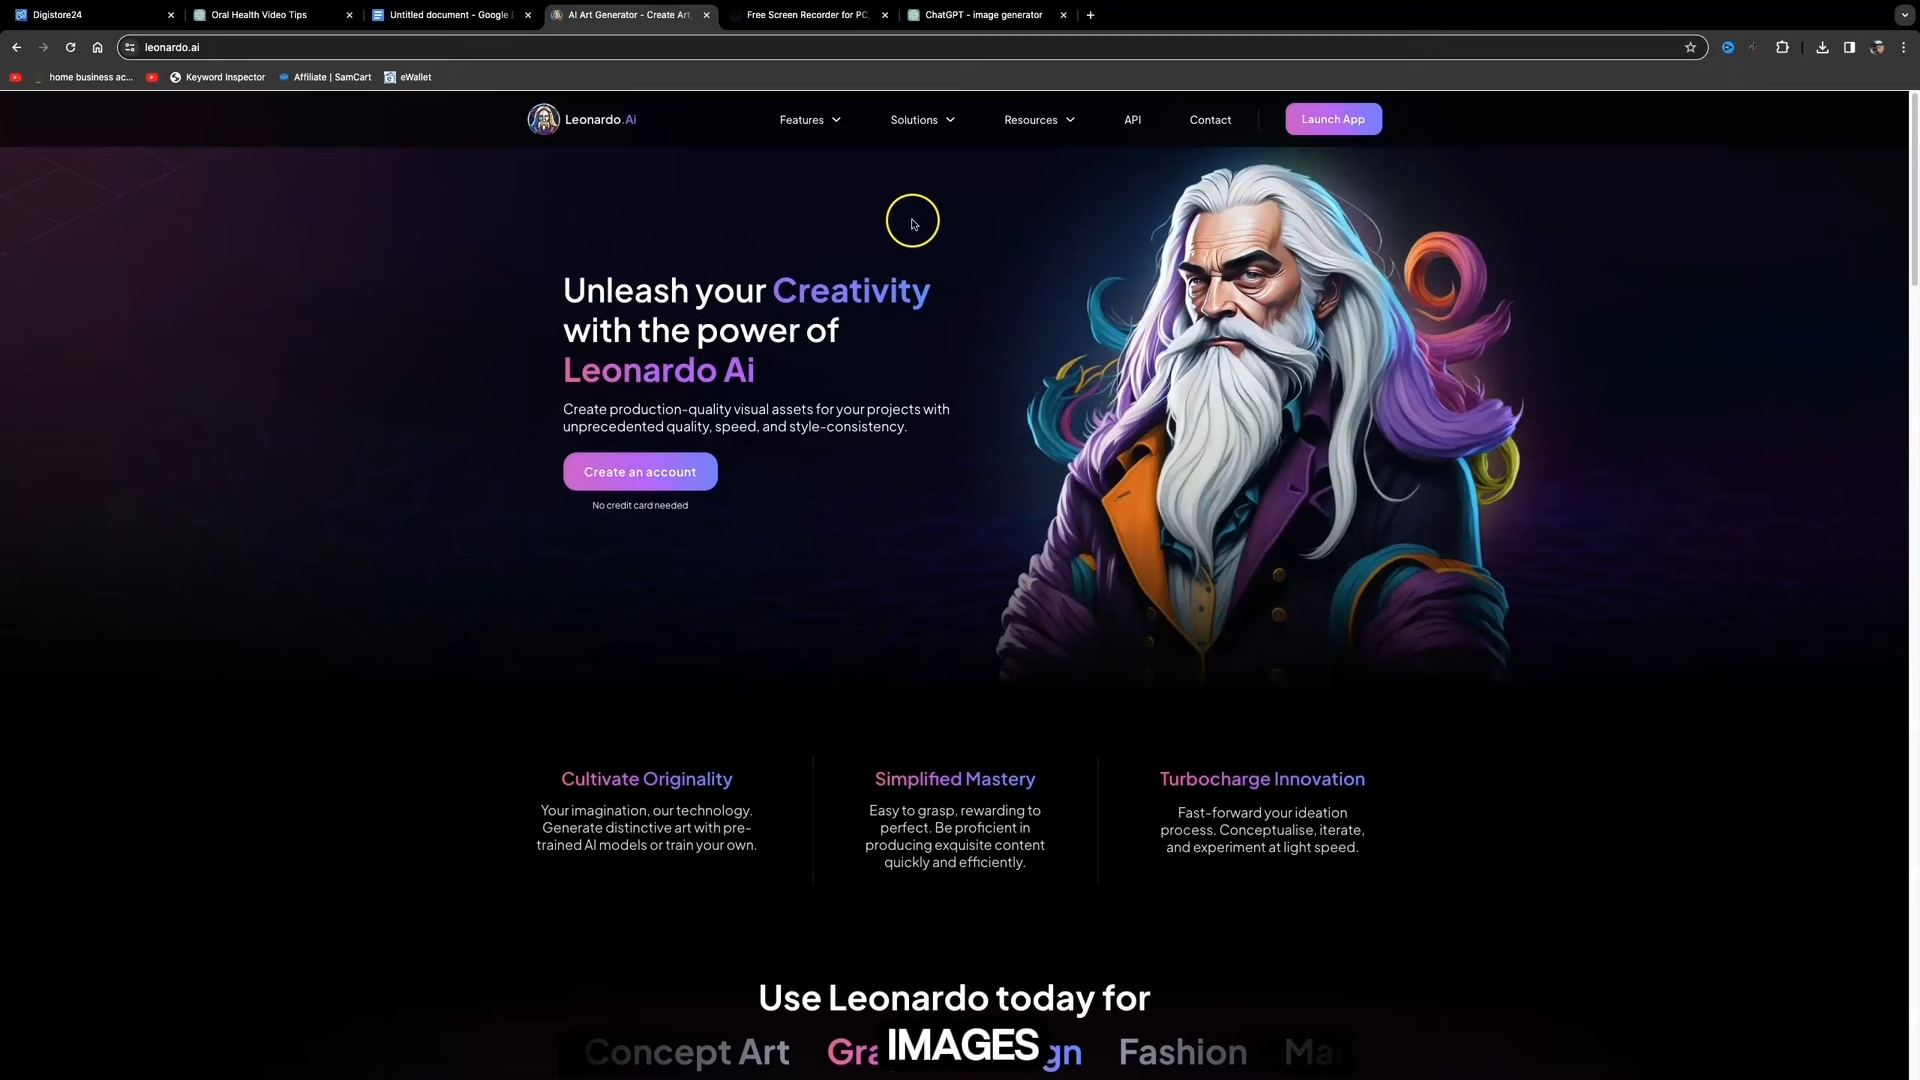 Digistore24
Oral Health Video Tips
Untitled document - Google
AI Art Generator - Create Art,
Free Screen Recorder for PC,
ChatGPT - image generator
leonardo.ai
home business ac...
Keyword Inspector
Affiliate | SamCart
eWallet
Leonardo.Ai
Features
Solutions
Resources
API
Contact
Launch App
Unleash your Creativity
with the power of
Leonardo Ai
Create production-quality visual assets for your projects with
unprecedented quality, speed, and style-consistency.
Create an account
No credit card needed
Cultivate Originality
Your imagination, our technology.
Generate distinctive art with pre-
trained AI models or train your own.
Simplified Mastery
Easy to grasp, rewarding to
perfect. Be proficient in
producing exquisite content
quickly and efficiently.
Turbocharge Innovation
Fast-forward your ideation
process. Conceptualise, iterate,
and experiment at light speed.
Use Leonardo today for
Concept Art
IMAGES
Fashion